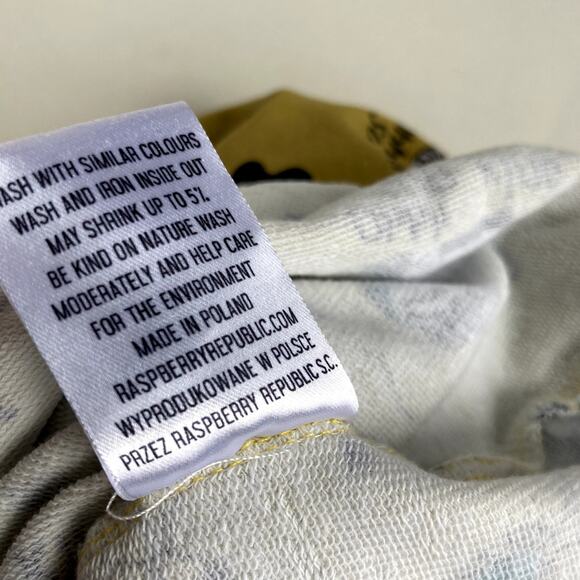 WASH WITH SIMILAR COLOURS
WASH AND IRON INSIDE OUT
MAY SHRINK UP TO 5%
BE KIND ON NATURE WASH
MODERATELY AND HELP CARE
FOR THE ENVIRONMENT
MADE IN POLAND
RASPBERRYREPUBLIC.COM
WYPRODUKOWANE W POLSCE
PRZEZ RASPBERRY REPUBLIC S.C.